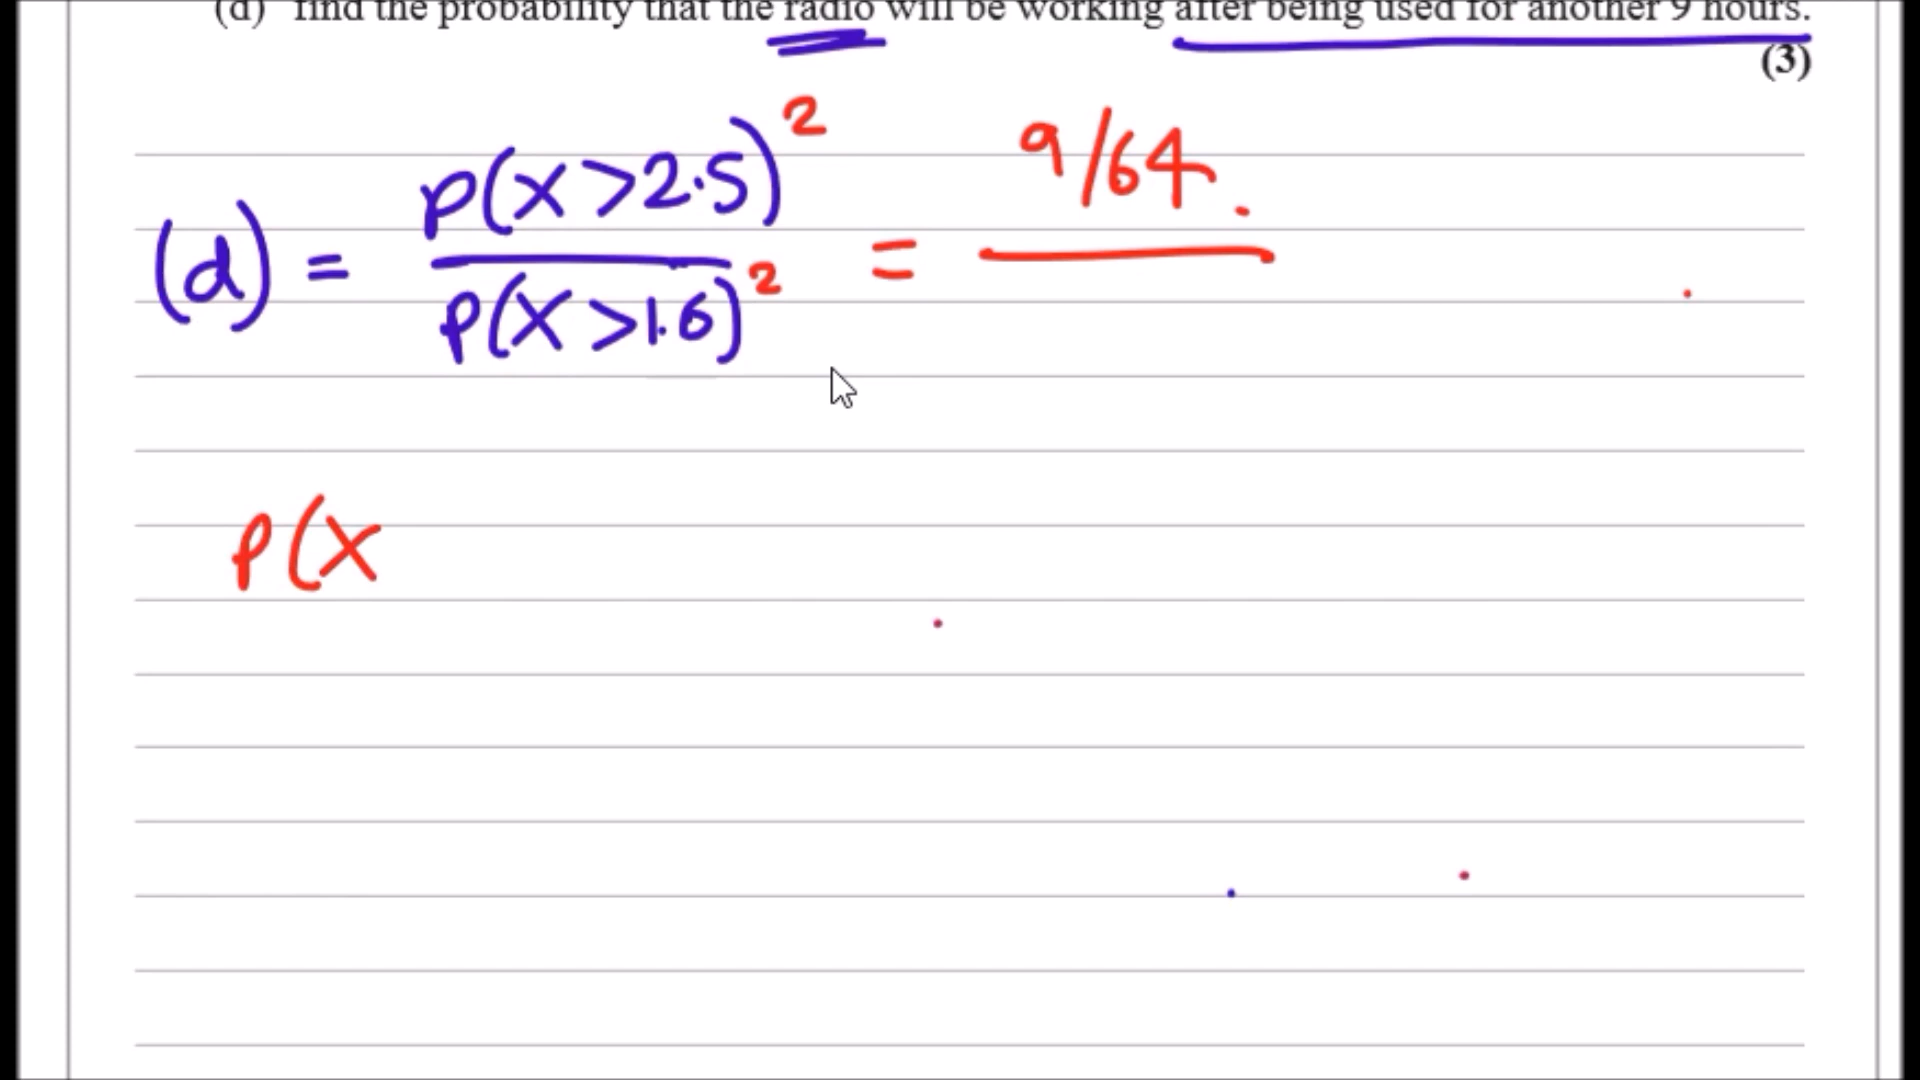 (d) find the probability that the radio will be working after being used for another 9 hours.
(3)
(d) = P(X>2.5)² / P(X>1.6)² = 9/64.
P(X